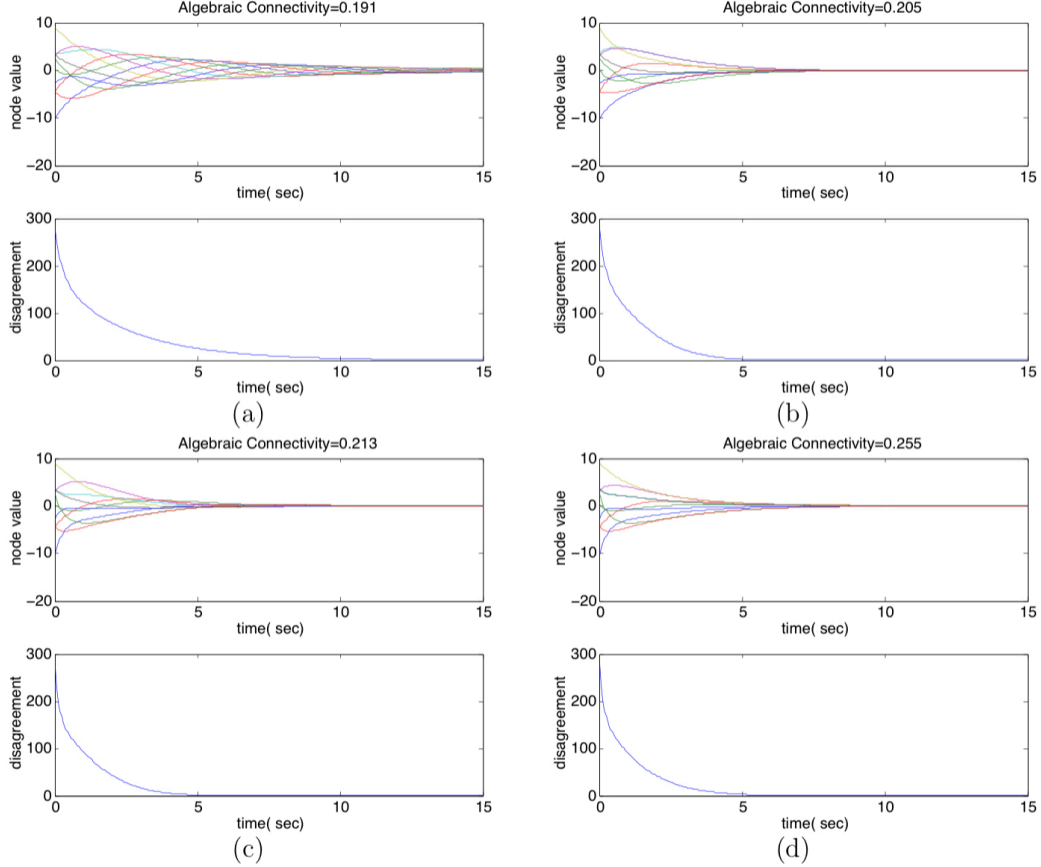 Algebraic Connectivity=0.191
10
0
−10
−20
node value
0 5 10 15
time( sec)
300
200
100
0
disagreement
0 5 10 15
time( sec)
(a)
Algebraic Connectivity=0.205
10
0
−10
−20
node value
0 5 10 15
time( sec)
300
200
100
0
disagreement
0 5 10 15
time( sec)
(b)
Algebraic Connectivity=0.213
10
0
−10
−20
node value
0 5 10 15
time( sec)
300
200
100
0
disagreement
0 5 10 15
time( sec)
(c)
Algebraic Connectivity=0.255
10
0
−10
−20
node value
0 5 10 15
time( sec)
300
200
100
0
disagreement
0 5 10 15
time( sec)
(d)